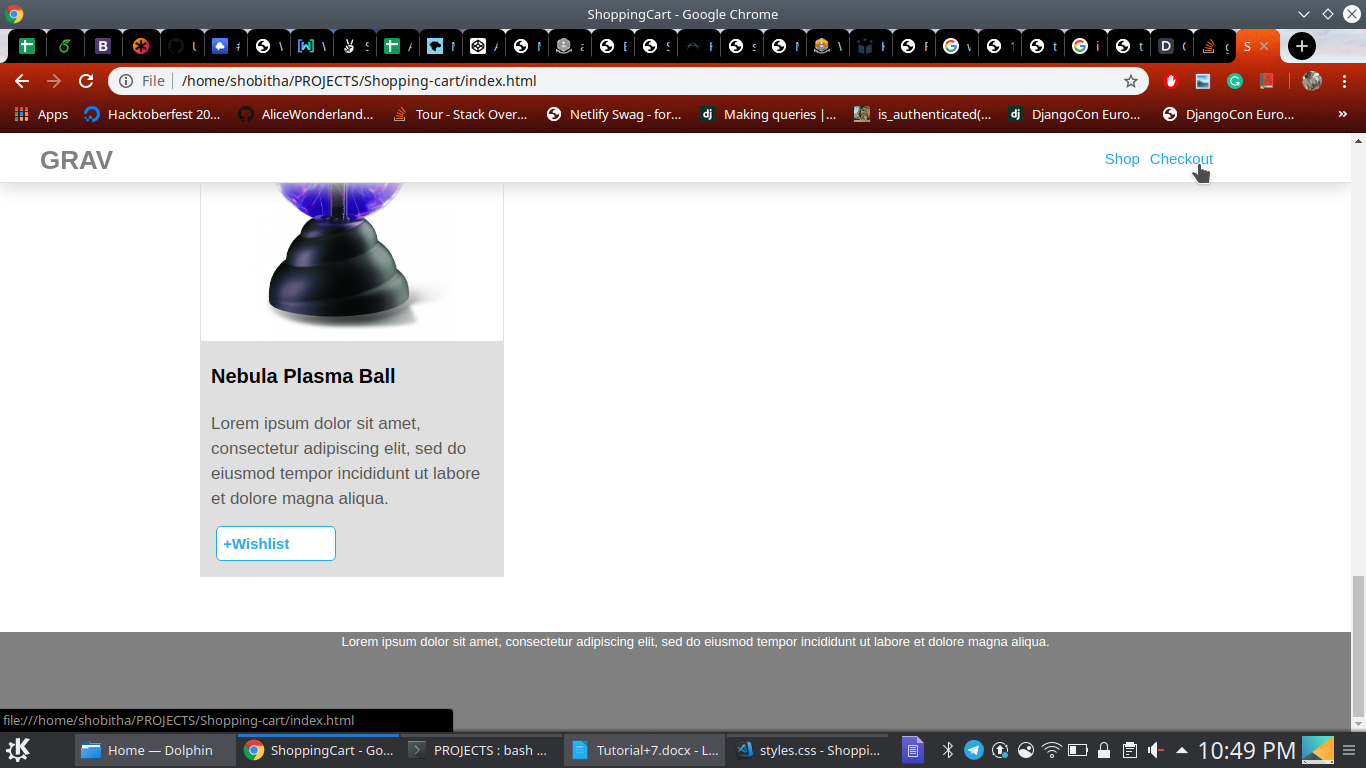 ShoppingCart - Google Chrome
S
File /home/shobitha/PROJECTS/Shopping-cart/index.html
Apps Hacktoberfest 20... AliceWonderland... Tour - Stack Over... Netlify Swag - for... Making queries |... is_authenticated(... DjangoCon Euro... DjangoCon Euro... »
GRAV Shop Checkout
Nebula Plasma Ball
Lorem ipsum dolor sit amet,
consectetur adipiscing elit, sed do
eiusmod tempor incididunt ut labore
et dolore magna aliqua.
+Wishlist
Lorem ipsum dolor sit amet, consectetur adipiscing elit, sed do eiusmod tempor incididunt ut labore et dolore magna aliqua.
file:///home/shobitha/PROJECTS/Shopping-cart/index.html
Home — Dolphin ShoppingCart - Go... PROJECTS : bash ... Tutorial+7.docx - L... styles.css - Shoppi... 10:49 PM